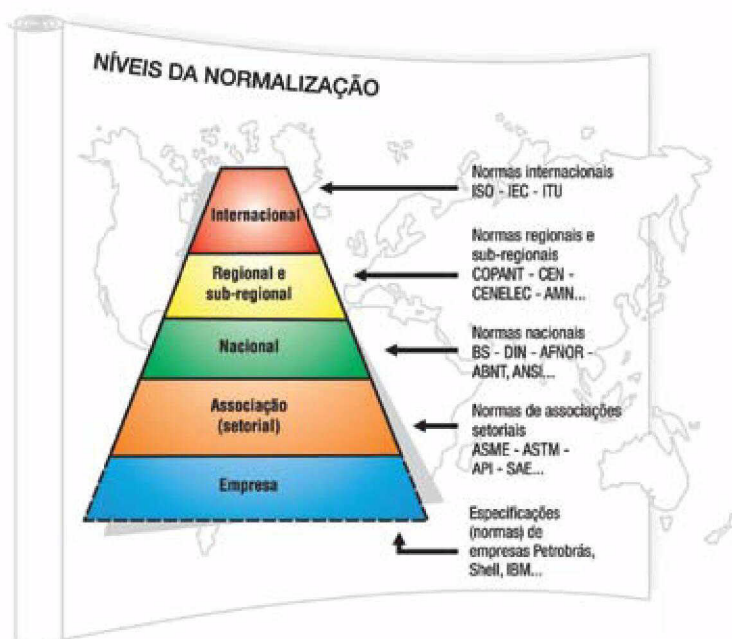 NÍVEIS DA NORMALIZAÇÃO
Internacional
Normas internacionais
ISO - IEC - ITU
Regional e
sub-regional
Normas regionais e
sub-regionais
COPANT - CEN -
CENELEC - AMN...
Nacional
Normas nacionais
BS - DIN - AFNOR -
ABNT, ANSI...
Associação
(setorial)
Normas de associações
setoriais
ASME - ASTM -
API - SAE...
Empresa
Especificações
(normas) de
empresas Petrobrás,
Shell, IBM...